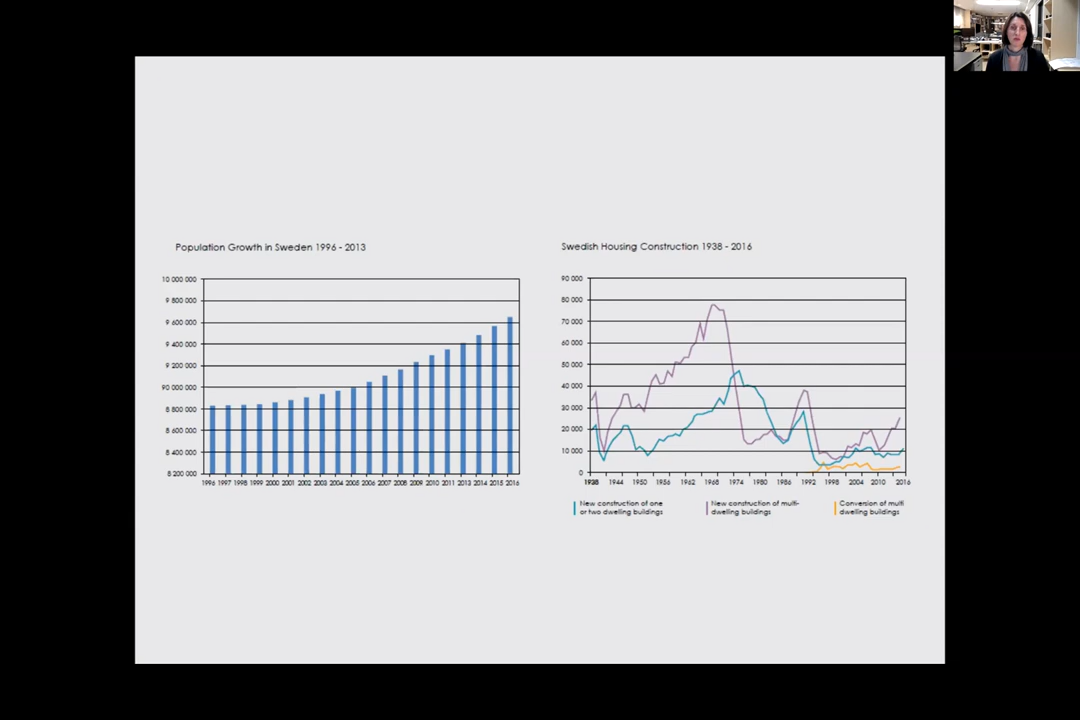 Population Growth in Sweden 1996 - 2013
10 000 000
9 800 000
9 600 000
9 400 000
9 200 000
90 000 000
8 800 000
8 600 000
8 400 000
8 200 000
1996 1997 1998 1999 2000 2001 2002 2003 2004 2005 2006 2007 2008 2009 2010 2011 2013 2014 2015 2016
Swedish Housing Construction 1938 - 2016
90 000
80 000
70 000
60 000
50 000
40 000
30 000
20 000
10 000
0
1938 1944 1950 1956 1962 1968 1974 1980 1986 1992 1998 2004 2010 2016
New construction of one
or two dwelling buildings
New construction of multi-
dwelling buildings
Conversion of multi
dwelling buildings